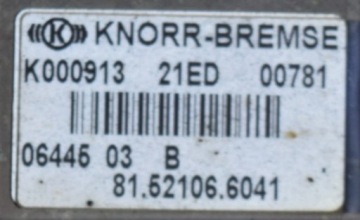 K KNORR-BREMSE
K000913 21ED 00781
06445 03 B
81.52106.6041